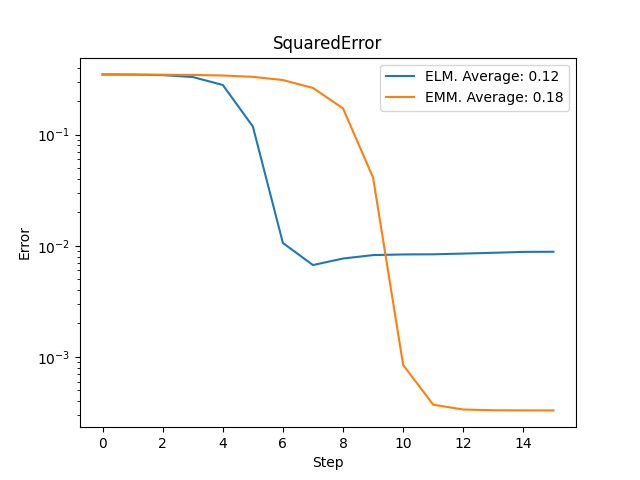 SquaredError
ELM. Average: 0.12
EMM. Average: 0.18
Error
10⁻¹
10⁻²
10⁻³
0 2 4 6 8 10 12 14
Step